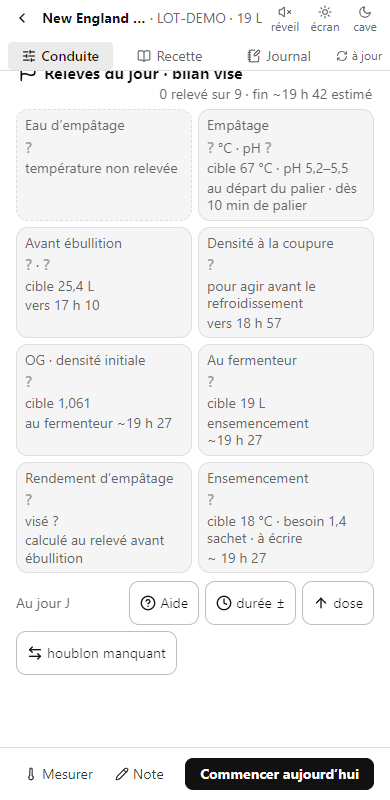 New England ... · LOT-DEMO · 19 L
réveil
écran
cave
Conduite
Recette
Journal
à jour
Relevés du jour · bilan visé
0 relevé sur 9 · fin ~19 h 42 estimé
Eau d'empâtage
?
température non relevée
Empâtage
? °C · pH ?
cible 67 °C · pH 5,2–5,5
au départ du palier · dès
10 min de palier
Avant ébullition
? · ?
cible 25,4 L
vers 17 h 10
Densité à la coupure
?
pour agir avant le
refroidissement
vers 18 h 57
OG · densité initiale
?
cible 1,061
au fermenteur ~19 h 27
Au fermenteur
?
cible 19 L
ensemencement
~19 h 27
Rendement d'empâtage
?
visé ?
calculé au relevé avant
ébullition
Ensemencement
?
cible 18 °C · besoin 1,4
sachet · à écrire
~ 19 h 27
Au jour J
Aide
durée ±
dose
houblon manquant
Mesurer
Note
Commencer aujourd'hui